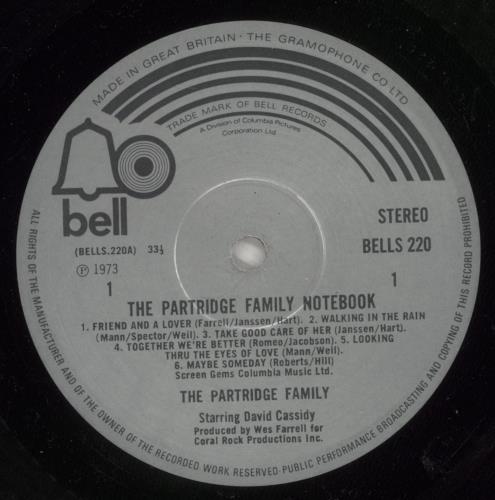 MADE IN GREAT BRITAIN · THE GRAMOPHONE CO LTD
TRADE MARK OF BELL RECORDS
A Division of Columbia Pictures
Corporation Ltd.
bell
STEREO
(BELLS.220A) 33⅓
BELLS 220
Ⓟ 1973
1
1
THE PARTRIDGE FAMILY NOTEBOOK
1. FRIEND AND A LOVER (Farrell/Janssen/Hart). 2. WALKING IN THE RAIN
(Mann/Spector/Weil). 3. TAKE GOOD CARE OF HER (Janssen/Hart).
4. TOGETHER WE'RE BETTER (Romeo/Jacobson). 5. LOOKING
THRU THE EYES OF LOVE (Mann/Weil).
6. MAYBE SOMEDAY (Roberts/Hill)
Screen Gems Columbia Music Ltd.
THE PARTRIDGE FAMILY
Starring David Cassidy
Produced by Wes Farrell for
Coral Rock Productions Inc.
ALL RIGHTS OF THE MANUFACTURER AND OF THE OWNER OF THE RECORDED WORK RESERVED·PUBLIC PERFORMANCE BROADCASTING AND COPYING OF THIS RECORD PROHIBITED